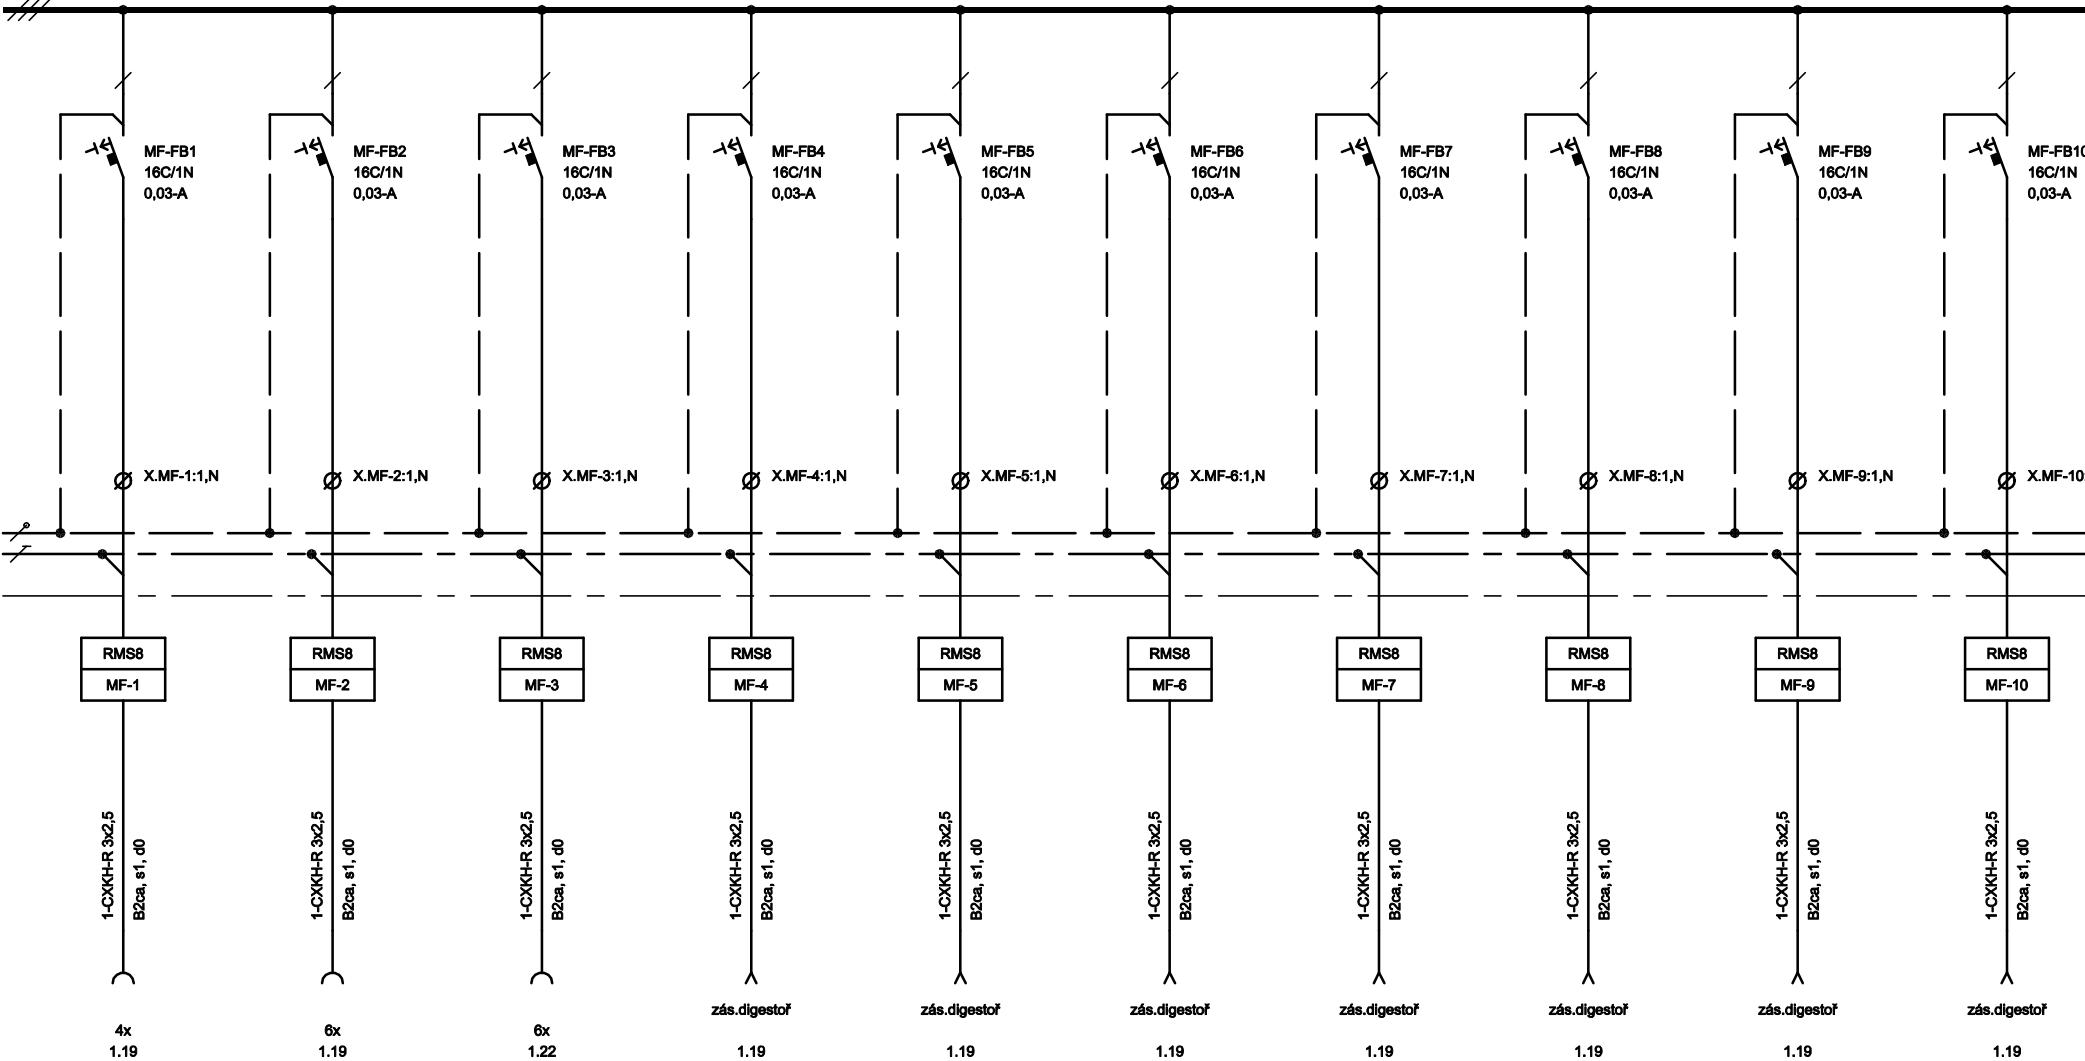 MF-FB1 MF-FB2 MF-FB3 MF-FB4 MF-FB5 MF-FB6 MF-FB7 MF-FB8 MF-FB9 MF-FB10
16C/1N 16C/1N 16C/1N 16C/1N 16C/1N 16C/1N 16C/1N 16C/1N 16C/1N 16C/1N
0,03-A 0,03-A 0,03-A 0,03-A 0,03-A 0,03-A 0,03-A 0,03-A 0,03-A 0,03-A
X.MF-1:1,N X.MF-2:1,N X.MF-3:1,N X.MF-4:1,N X.MF-5:1,N X.MF-6:1,N X.MF-7:1,N X.MF-8:1,N X.MF-9:1,N X.MF-10
RMS8 RMS8 RMS8 RMS8 RMS8 RMS8 RMS8 RMS8 RMS8 RMS8
MF-1 MF-2 MF-3 MF-4 MF-5 MF-6 MF-7 MF-8 MF-9 MF-10
1-CXKH-R 3x2,5 1-CXKH-R 3x2,5 1-CXKH-R 3x2,5 1-CXKH-R 3x2,5 1-CXKH-R 3x2,5 1-CXKH-R 3x2,5 1-CXKH-R 3x2,5 1-CXKH-R 3x2,5 1-CXKH-R 3x2,5 1-CXKH-R 3x2,5
B2ca, s1, d0 B2ca, s1, d0 B2ca, s1, d0 B2ca, s1, d0 B2ca, s1, d0 B2ca, s1, d0 B2ca, s1, d0 B2ca, s1, d0 B2ca, s1, d0 B2ca, s1, d0
zás.digestoř zás.digestoř zás.digestoř zás.digestoř zás.digestoř zás.digestoř zás.digestoř
4x 6x 6x
1.19 1.19 1.22 1.19 1.19 1.19 1.19 1.19 1.19 1.19